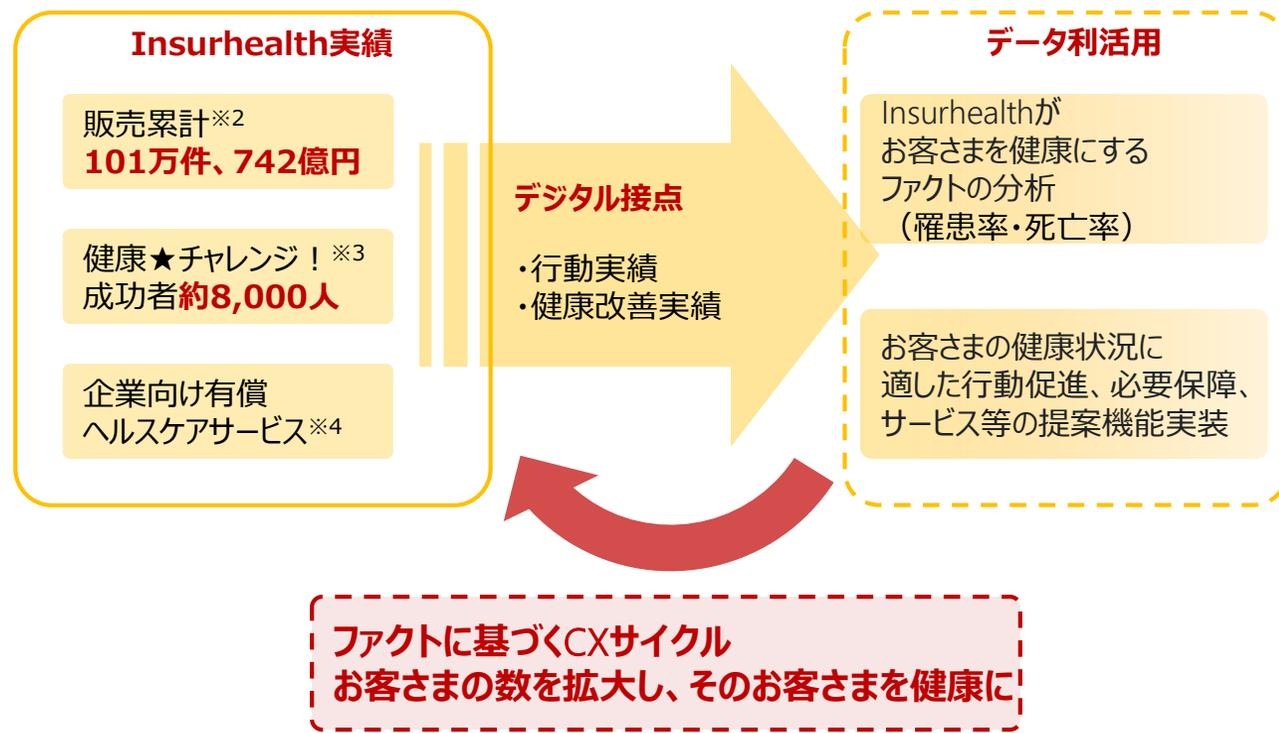 Insurhealth実績
販売累計※2
101万件、742億円
健康★チャレンジ！※3
成功者約8,000人
企業向け有償
ヘルスケアサービス※4
デジタル接点
・行動実績
・健康改善実績
データ利活用
Insurhealthが
お客さまを健康にする
ファクトの分析
（罹患率・死亡率）
お客さまの健康状況に
適した行動促進、必要保障、
サービス等の提案機能実装
ファクトに基づくCXサイクル
お客さまの数を拡大し、そのお客さまを健康に